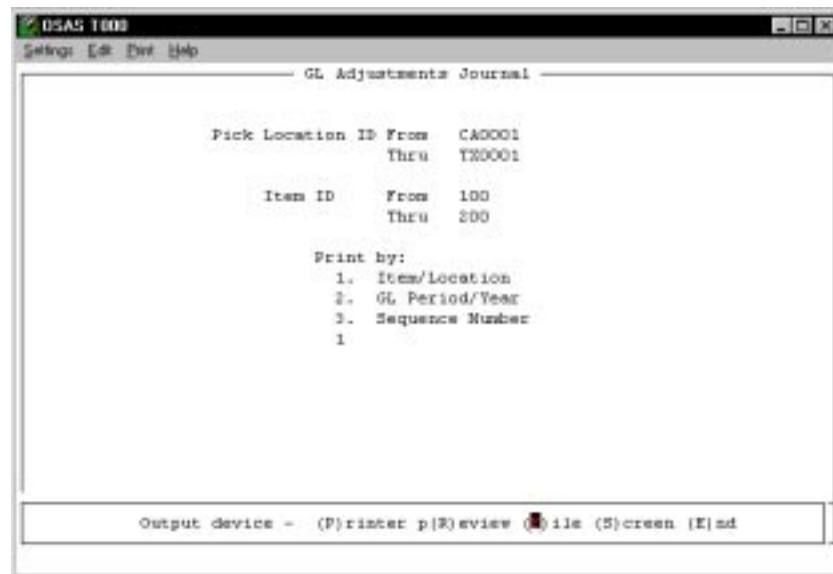 OSAS T000
Settings Edit Print Help
GL Adjustments Journal
Pick Location ID From CA0001
Thru TX0001
Item ID From 100
Thru 200
Print by:
1. Item/Location
2. GL Period/Year
3. Sequence Number
1
Output device - (P)rinter p(R)eview ( )ile (S)creen (E)nd